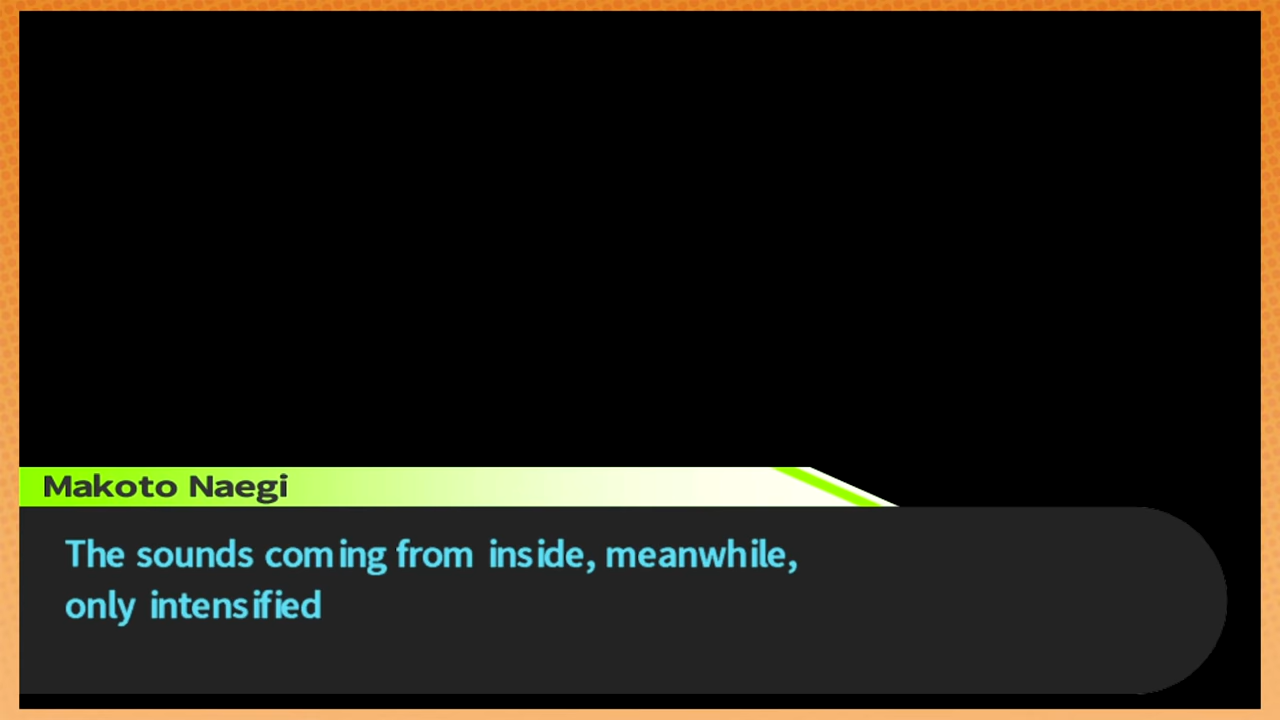 Makoto Naegi
The sounds coming from inside, meanwhile,
only intensified